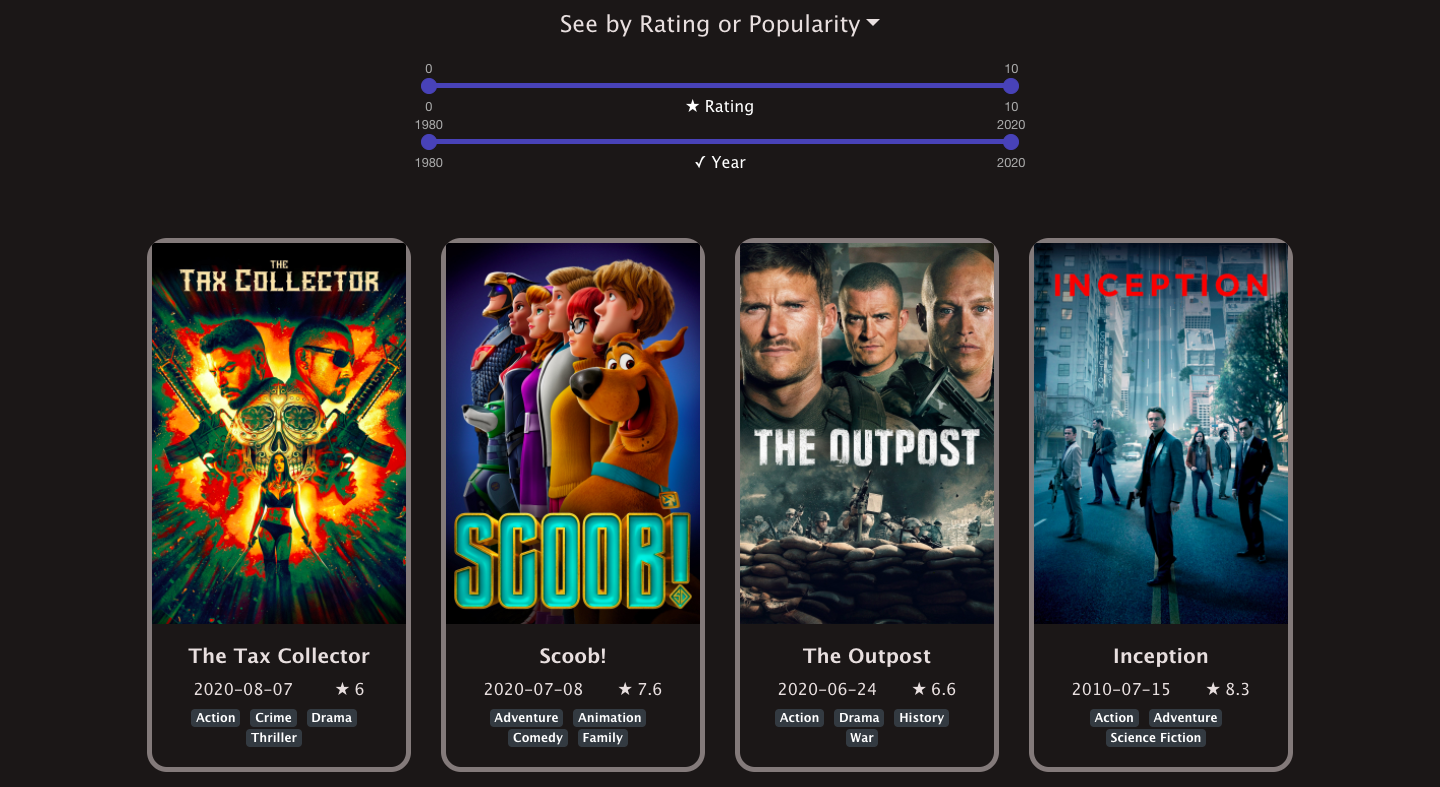 See by Rating or Popularity
0 10
★ Rating
0 10
1980 2020
✓ Year
1980 2020
THE
TAX COLLECTOR
SCOOB!
SD
THE OUTPOST
INCEPTION
The Tax Collector
2020-08-07 ★ 6
Action Crime Drama
Thriller
Scoob!
2020-07-08 ★ 7.6
Adventure Animation
Comedy Family
The Outpost
2020-06-24 ★ 6.6
Action Drama History
War
Inception
2010-07-15 ★ 8.3
Action Adventure
Science Fiction